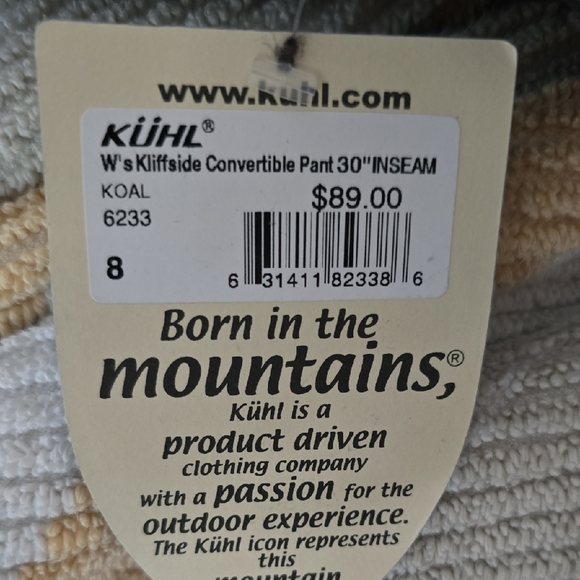 www.kuhl.com
KÜHL®
W's Kliffside Convertible Pant 30"INSEAM
KOAL
$89.00
6233
8
6 31411 82338 6
Born in the
mountains,®
Kühl is a
product driven
clothing company
with a passion for the
outdoor experience.
The Kühl icon represents
this
mountain